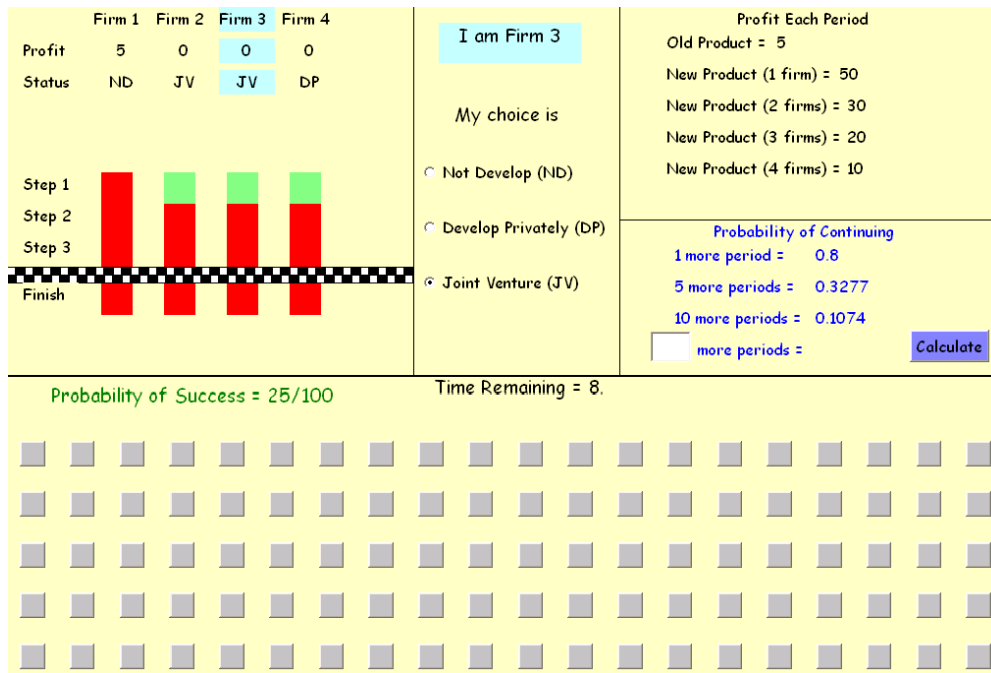 Firm 1 Firm 2 Firm 3 Firm 4
Profit 5 0 0 0
Status ND JV JV DP
Step 1
Step 2
Step 3
Finish
I am Firm 3
My choice is
Not Develop (ND)
Develop Privately (DP)
Joint Venture (JV)
Profit Each Period
Old Product = 5
New Product (1 firm) = 50
New Product (2 firms) = 30
New Product (3 firms) = 20
New Product (4 firms) = 10
Probability of Continuing
1 more period = 0.8
5 more periods = 0.3277
10 more periods = 0.1074
more periods = Calculate
Probability of Success = 25/100
Time Remaining = 8.